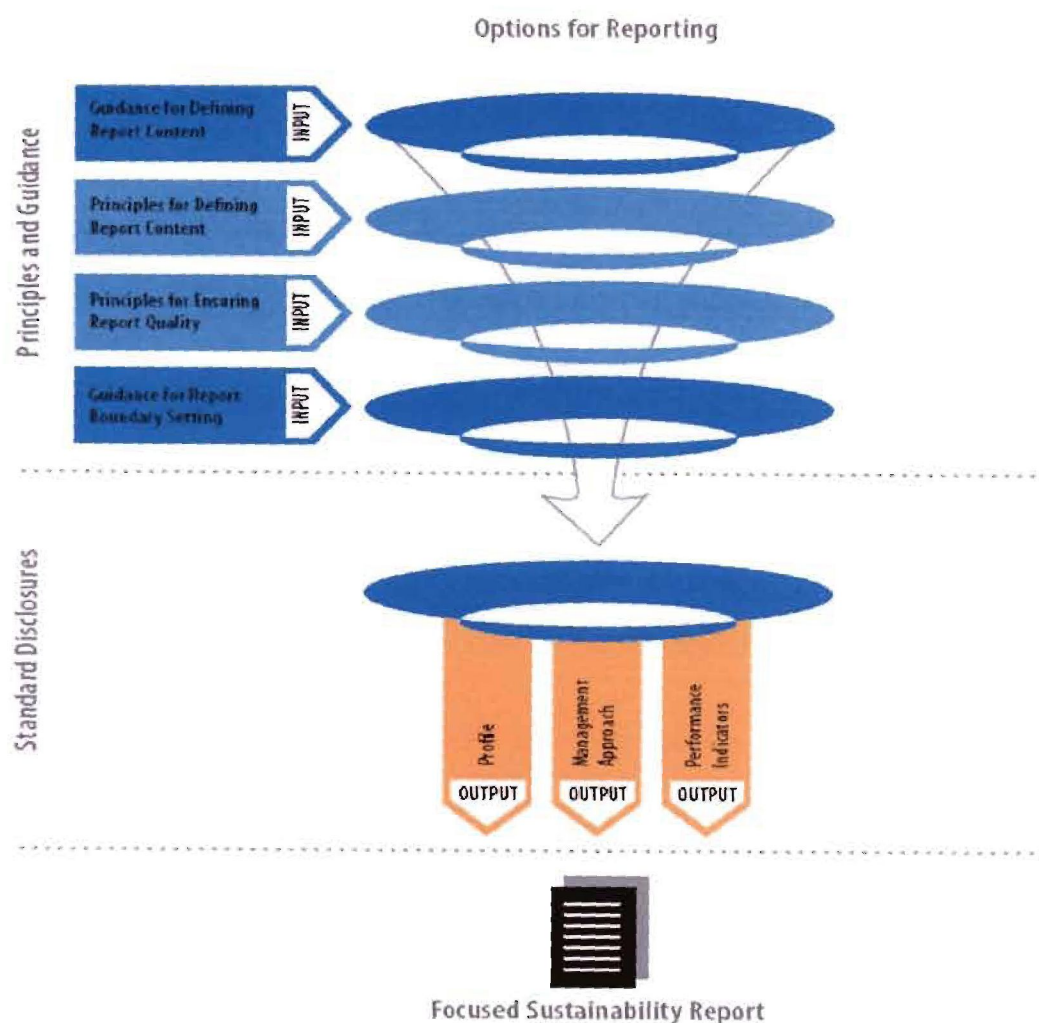 Options for Reporting
Principles and Guidance
Guidance for Defining
Report Content
INPUT
Principles for Defining
Report Content
INPUT
Principles for Ensuring
Report Quality
INPUT
Guidance for Report
Boundary Setting
INPUT
Standard Disclosures
Profile
OUTPUT
Management
Approach
OUTPUT
Performance
Indicators
OUTPUT
Focused Sustainability Report